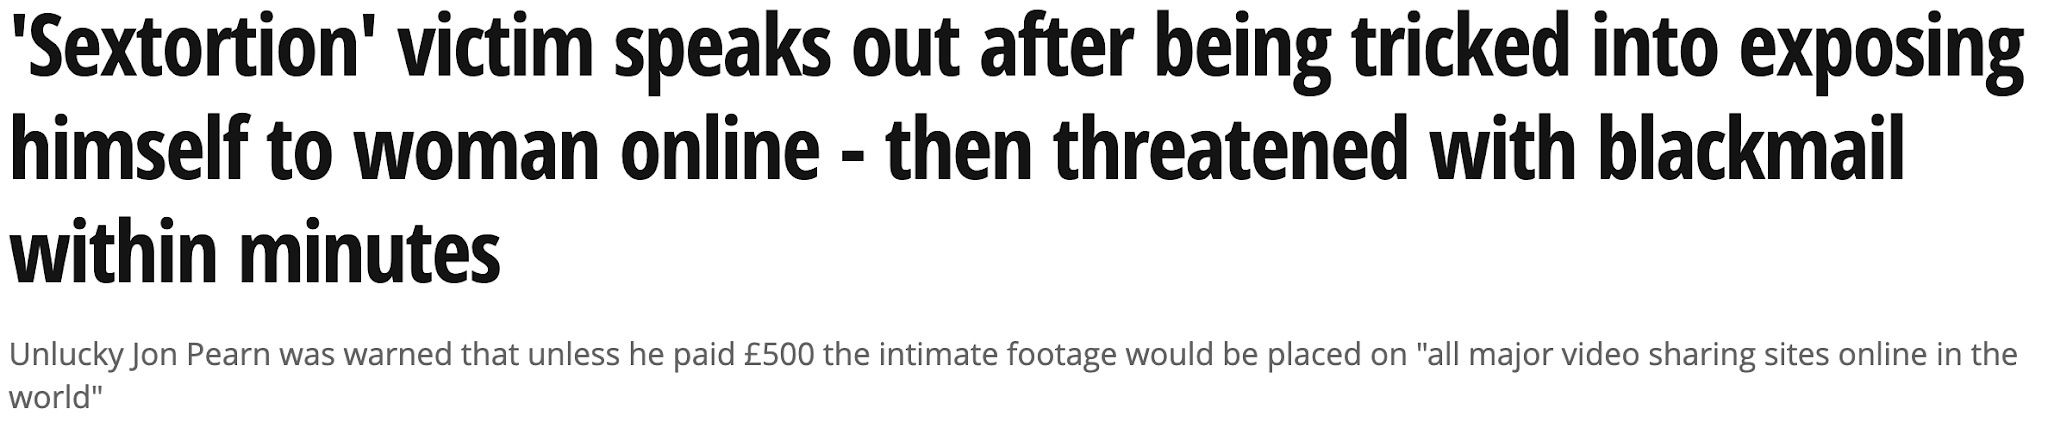 'Sextortion' victim speaks out after being tricked into exposing
himself to woman online - then threatened with blackmail
within minutes
Unlucky Jon Pearn was warned that unless he paid £500 the intimate footage would be placed on "all major video sharing sites online in the
world"